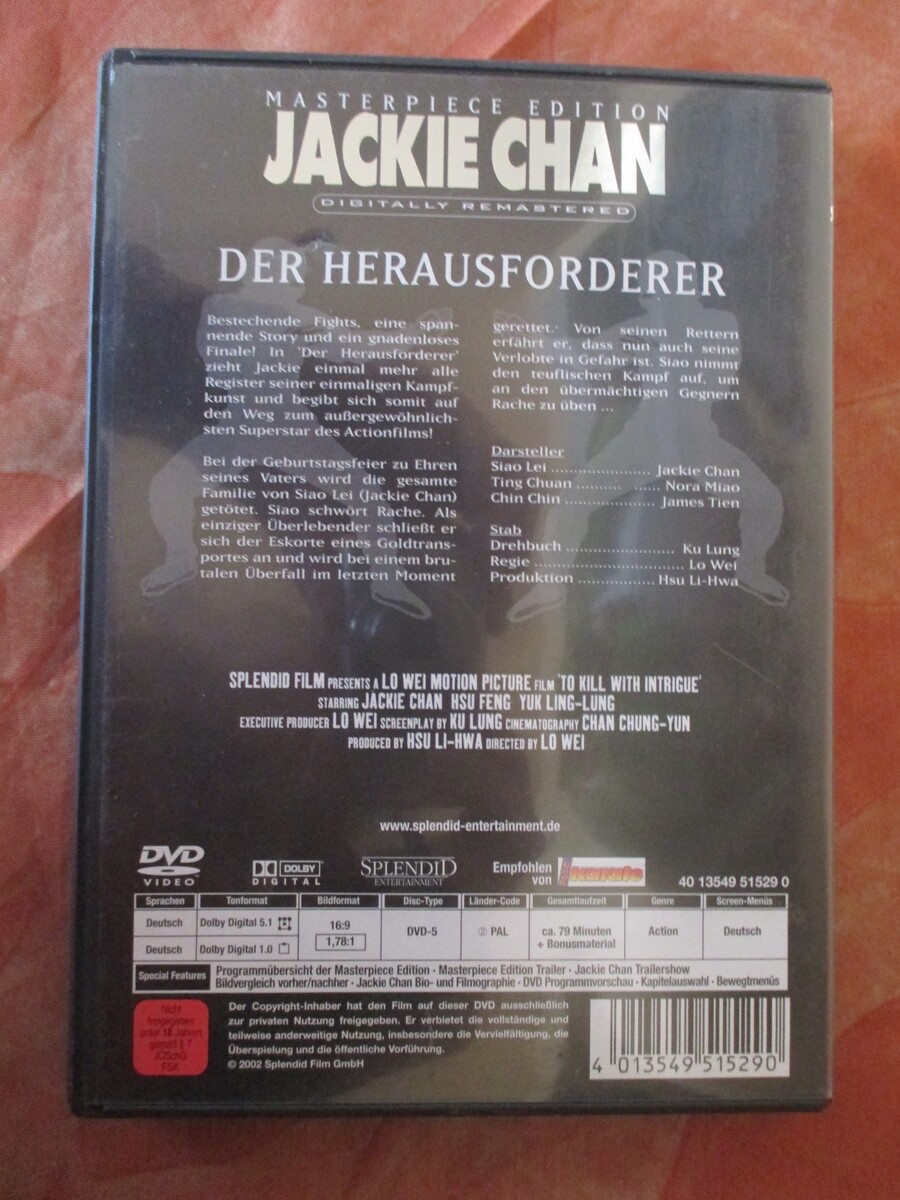 MASTERPIECE EDITION
JACKIE CHAN
DIGITALLY REMASTERED
DER HERAUSFORDERER
Bestechende Fights, eine span-
nende Story und ein gnadenloses
Finale! In 'Der Herausforderer'
zieht Jackie einmal mehr alle
Register seiner einmaligen Kampf-
kunst und begibt sich somit auf
den Weg zum außergewöhnlich-
sten Superstar des Actionfilms!
Bei der Geburtstagsfeier zu Ehren
seines Vaters wird die gesamte
Familie von Siao Lei (Jackie Chan)
getötet. Siao schwört Rache. Als
einziger Überlebender schließt er
sich der Eskorte eines Goldtrans-
portes an und wird bei einem bru-
talen Überfall im letzten Moment
gerettet. Von seinen Rettern
erfährt er, dass nun auch seine
Verlobte in Gefahr ist. Siao nimmt
den teuflischen Kampf auf, um
an den übermächtigen Gegnern
Rache zu üben ...
Darsteller
Siao Lei ...................... Jackie Chan
Ting Chuan .......... ...... Nora Miao
Chin Chin ..................... James Tien
Stab
Drehbuch ........................ Ku Lung
Regie ................................. Lo Wei
Produktion ................. Hsu Li-Hwa
SPLENDID FILM PRESENTS A LO WEI MOTION PICTURE FILM 'TO KILL WITH INTRIGUE'
STARRING JACKIE CHAN HSU FENG YUK LING-LUNG
EXECUTIVE PRODUCER LO WEI SCREENPLAY BY KU LUNG CINEMATOGRAPHY CHAN CHUNG-YUN
PRODUCED BY HSU LI-HWA DIRECTED BY LO WEI
www.splendid-entertainment.de
DVD VIDEO
DOLBY DIGITAL
SPLENDID ENTERTAINMENT
Empfohlen von karate
40 13549 51529 0
Sprachen Tonformat Bildformat Disc-Type Länder-Code Gesamtlaufzeit Genre Screen-Menüs
Deutsch Dolby Digital 5.1 16:9 DVD-5 2 PAL ca. 79 Minuten + Bonusmaterial Action Deutsch
Deutsch Dolby Digital 1.0 1,78:1
Special Features
Programmübersicht der Masterpiece Edition · Masterpiece Edition Trailer · Jackie Chan Trailershow
Bildvergleich vorher/nachher · Jackie Chan Bio- und Filmographie · DVD Programmvorschau · Kapitelauswahl · Bewegtmenüs
Nicht
freigegeben
unter 16 Jahren
gemäß § 7
JÖSchG
FSK
Der Copyright-Inhaber hat den Film auf dieser DVD ausschließlich
zur privaten Nutzung freigegeben. Er verbietet die vollständige und
teilweise anderweitige Nutzung, insbesondere die Vervielfältigung, die
Überspielung und die öffentliche Vorführung.
© 2002 Splendid Film GmbH
4 013549 515290